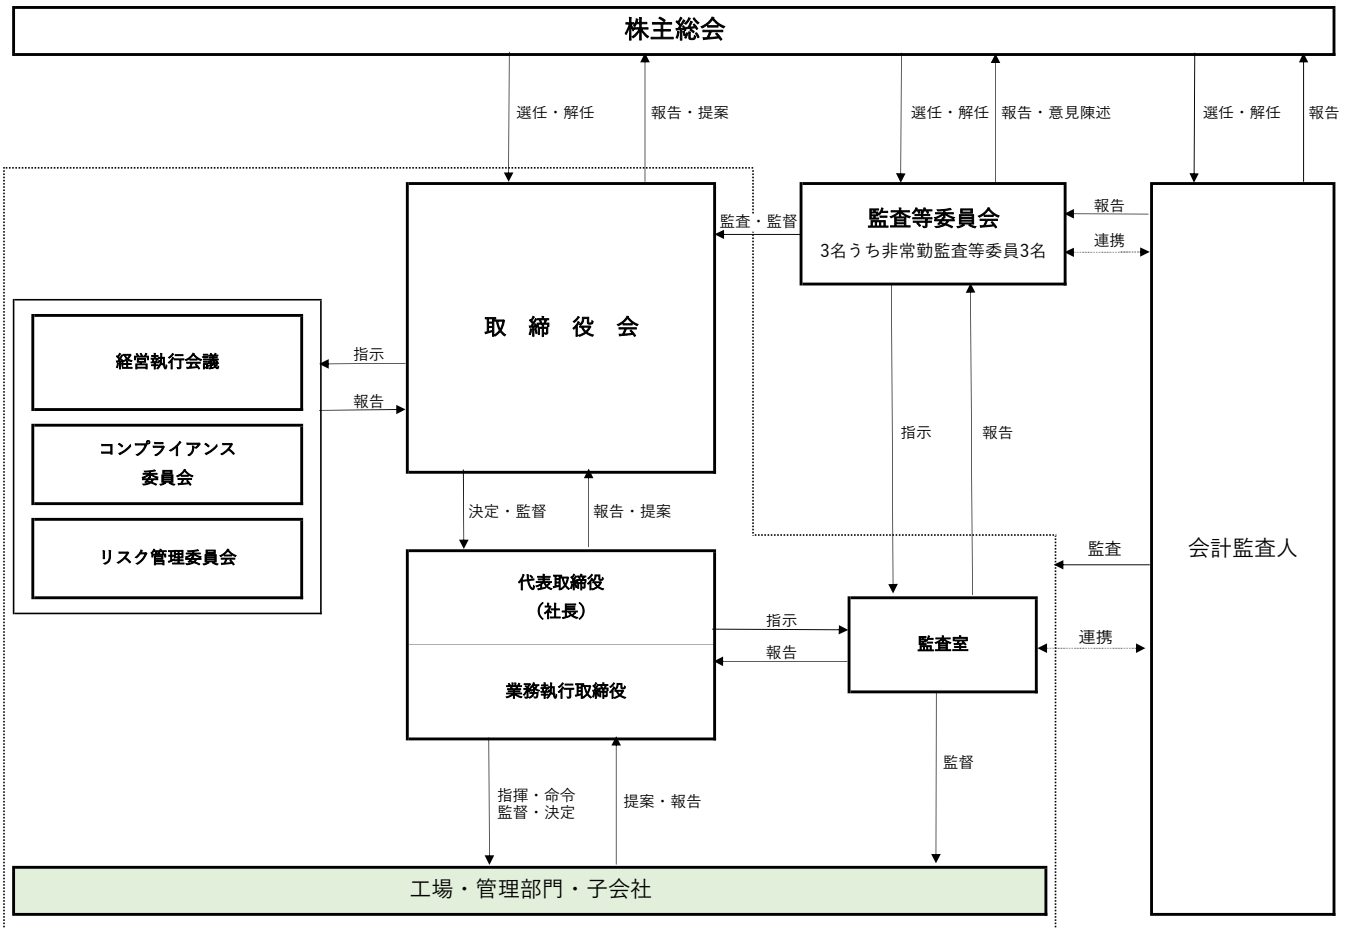 株主総会
選任・解任
報告・提案
選任・解任
報告・意見陳述
選任・解任
報告
監査等委員会
3名うち非常勤監査等委員3名
監査・監督
報告
連携
取　締　役　会
経営執行会議
コンプライアンス
委員会
リスク管理委員会
指示
報告
指示
報告
決定・監督
報告・提案
会計監査人
監査
代表取締役
（社長）
業務執行取締役
指示
報告
監査室
連携
監督
指揮・命令
監督・決定
提案・報告
工場・管理部門・子会社